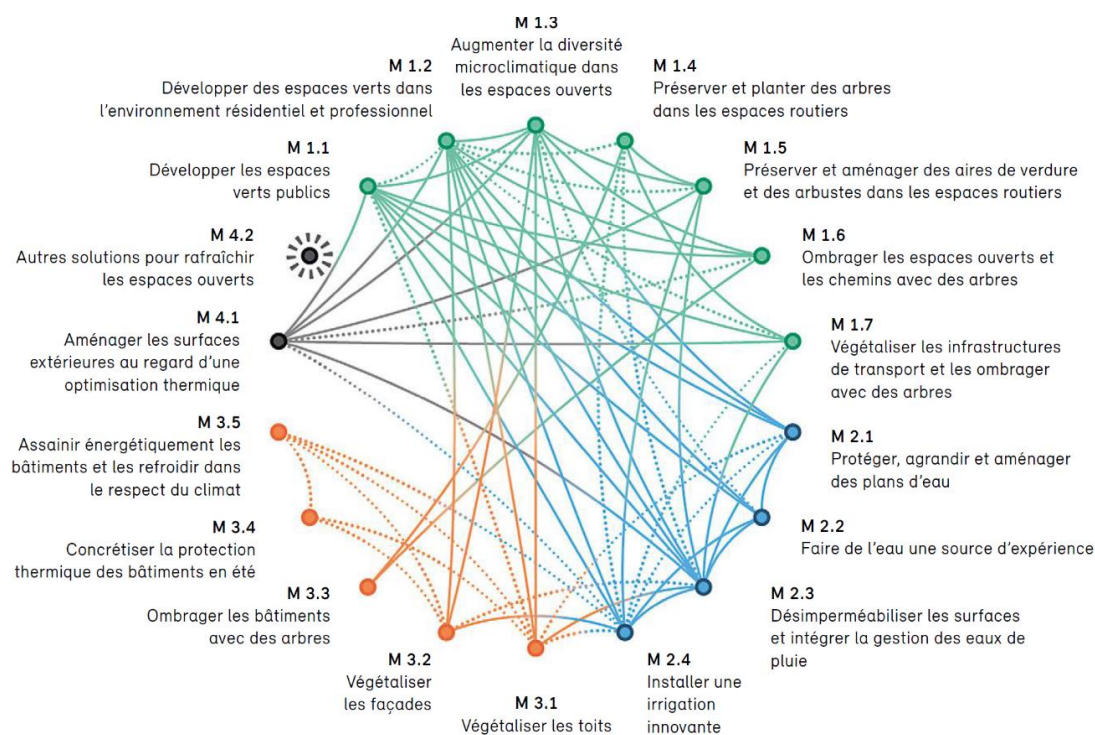 M 1.3
Augmenter la diversité
microclimatique dans
les espaces ouverts
M 1.2
Développer des espaces verts dans
l'environnement résidentiel et professionnel
M 1.4
Préserver et planter des arbres
dans les espaces routiers
M 1.1
Développer les espaces
verts publics
M 1.5
Préserver et aménager des aires de verdure
et des arbustes dans les espaces routiers
M 4.2
Autres solutions pour rafraîchir
les espaces ouverts
M 1.6
Ombrager les espaces ouverts et
les chemins avec des arbres
M 4.1
Aménager les surfaces
extérieures au regard d'une
optimisation thermique
M 1.7
Végétaliser les infrastructures
de transport et les ombrager
avec des arbres
M 3.5
Assainir énergétiquement les
bâtiments et les refroidir dans
le respect du climat
M 2.1
Protéger, agrandir et aménager
des plans d'eau
M 3.4
Concrétiser la protection
thermique des bâtiments en été
M 2.2
Faire de l'eau une source d'expérience
M 3.3
Ombrager les bâtiments
avec des arbres
M 2.3
Désimperméabiliser les surfaces
et intégrer la gestion des eaux de
pluie
M 3.2
Végétaliser
les façades
M 3.1
Végétaliser les toits
M 2.4
Installer une
irrigation
innovante